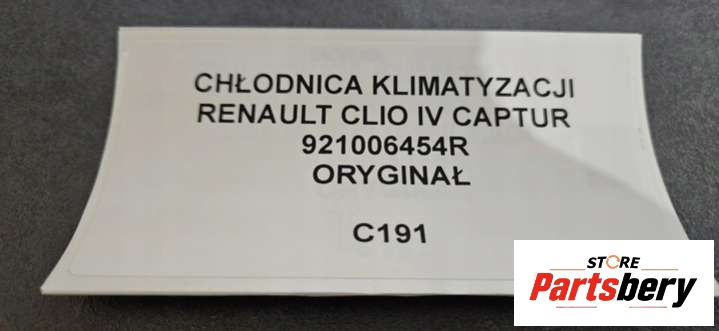 CHŁODNICA KLIMATYZACJI
RENAULT CLIO IV CAPTUR
921006454R
ORYGINAŁ
C191
STORE
Partsbery